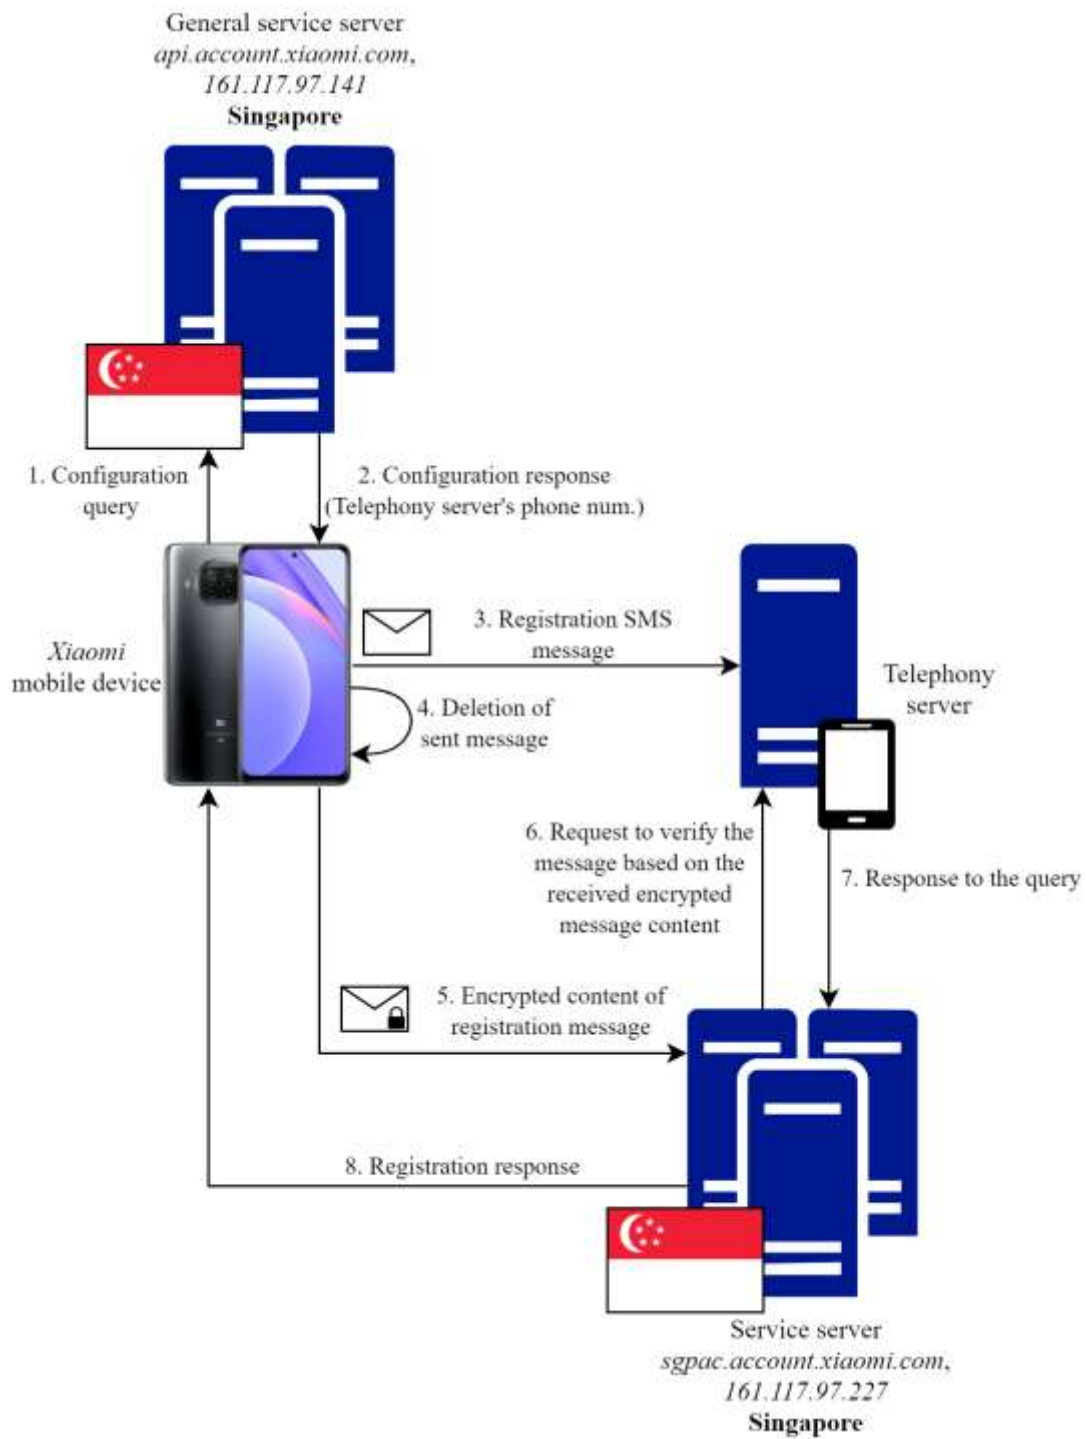 General service server
api.account.xiaomi.com,
161.117.97.141
Singapore
1. Configuration
query
2. Configuration response
(Telephony server's phone num.)
Xiaomi
mobile device
3. Registration SMS
message
4. Deletion of
sent message
Telephony
server
6. Request to verify the
message based on the
received encrypted
message content
7. Response to the query
5. Encrypted content of
registration message
8. Registration response
Service server
sgpac.account.xiaomi.com,
161.117.97.227
Singapore